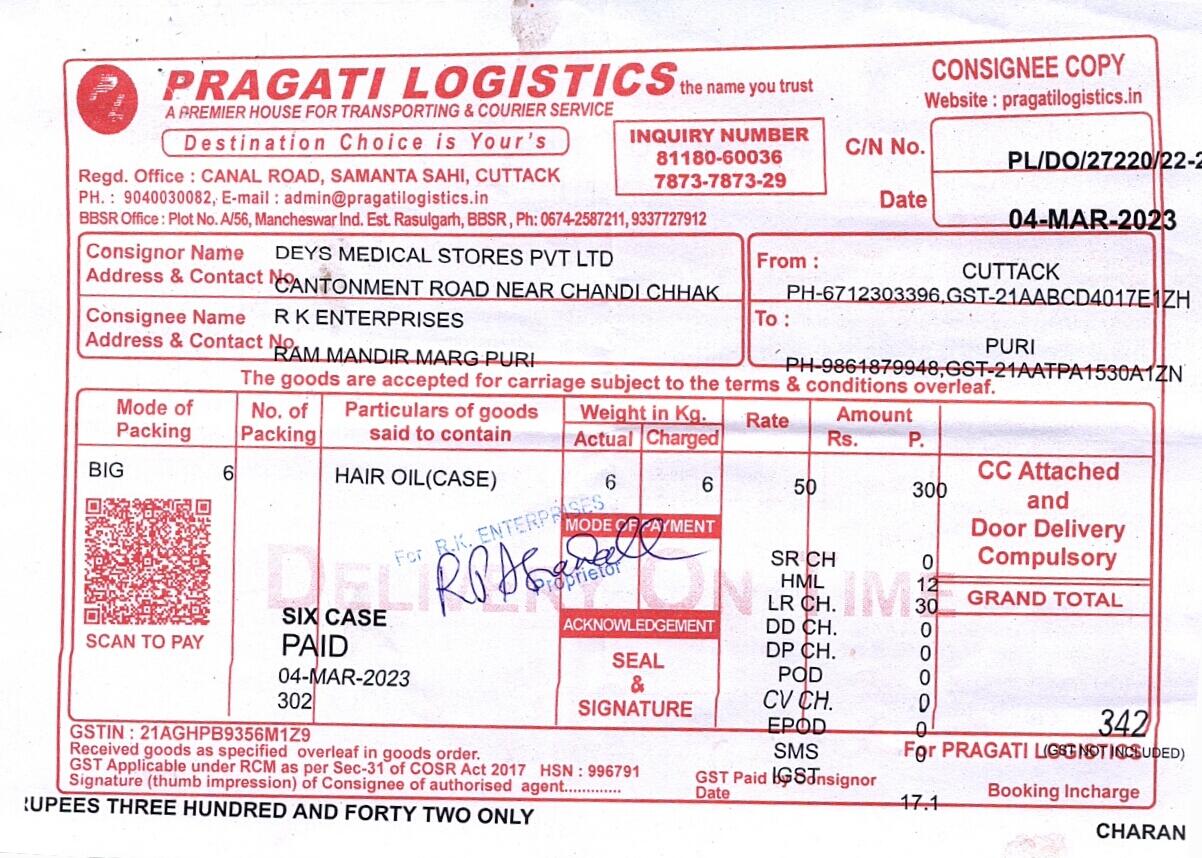 PRAGATI LOGISTICS the name you trust
A PREMIER HOUSE FOR TRANSPORTING & COURIER SERVICE
Destination Choice is Your's
CONSIGNEE COPY
Website : pragatilogistics.in
INQUIRY NUMBER
81180-60036
7873-7873-29
C/N No. PL/DO/27220/22-2
Date 04-MAR-2023
Regd. Office : CANAL ROAD, SAMANTA SAHI, CUTTACK
PH. : 9040030082, E-mail : admin@pragatilogistics.in
BBSR Office : Plot No. A/56, Mancheswar Ind. Est. Rasulgarh, BBSR , Ph: 0674-2587211, 9337727912
Consignor Name DEYS MEDICAL STORES PVT LTD
Address & Contact No. CANTONMENT ROAD NEAR CHANDI CHHAK
From : CUTTACK
PH-6712303396,GST-21AABCD4017E1ZH
Consignee Name R K ENTERPRISES
Address & Contact No. RAM MANDIR MARG PURI
To : PURI
PH-9861879948,GST-21AATPA1530A1ZN
The goods are accepted for carriage subject to the terms & conditions overleaf.
Mode of Packing No. of Packing Particulars of goods said to contain Weight in Kg. Actual Charged Rate Amount Rs. P.
BIG 6 HAIR OIL(CASE) 6 6 50 300
CC Attached
and
Door Delivery
Compulsory
GRAND TOTAL
For R.K. ENTERPRISES
Proprietor
MODE OF PAYMENT
DELIVERY ON TIME
SCAN TO PAY
SIX CASE
PAID
04-MAR-2023
302
ACKNOWLEDGEMENT
SEAL
&
SIGNATURE
SR CH 0
HML 12
LR CH. 30
DD CH. 0
DP CH. 0
POD 0
CV CH. 0
EPOD 0
SMS 0
IGST
342
(GST NOT INCLUDED)
GSTIN : 21AGHPB9356M1Z9
Received goods as specified overleaf in goods order.
GST Applicable under RCM as per Sec-31 of COSR Act 2017 HSN : 996791
Signature (thumb impression) of Consignee of authorised agent.............
GST Paid by Consignor
Date
17.1
For PRAGATI LOGISTICS
Booking Incharge
RUPEES THREE HUNDRED AND FORTY TWO ONLY
CHARAN